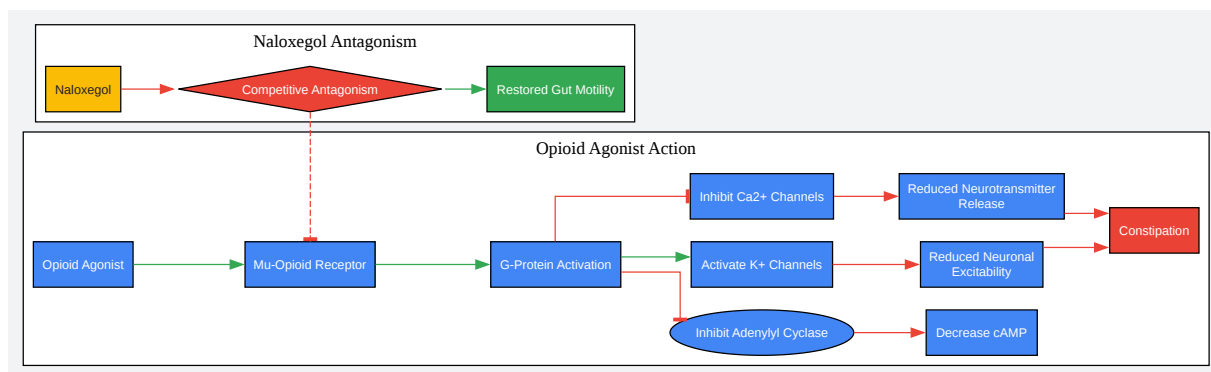 Naloxegol Antagonism
Naloxegol
Competitive Antagonism
Restored Gut Motility
Opioid Agonist Action
Inhibit Ca2+ Channels
Reduced Neurotransmitter
Release
Constipation
Opioid Agonist
Mu-Opioid Receptor
G-Protein Activation
Activate K+ Channels
Reduced Neuronal
Excitability
Inhibit Adenylyl Cyclase
Decrease cAMP